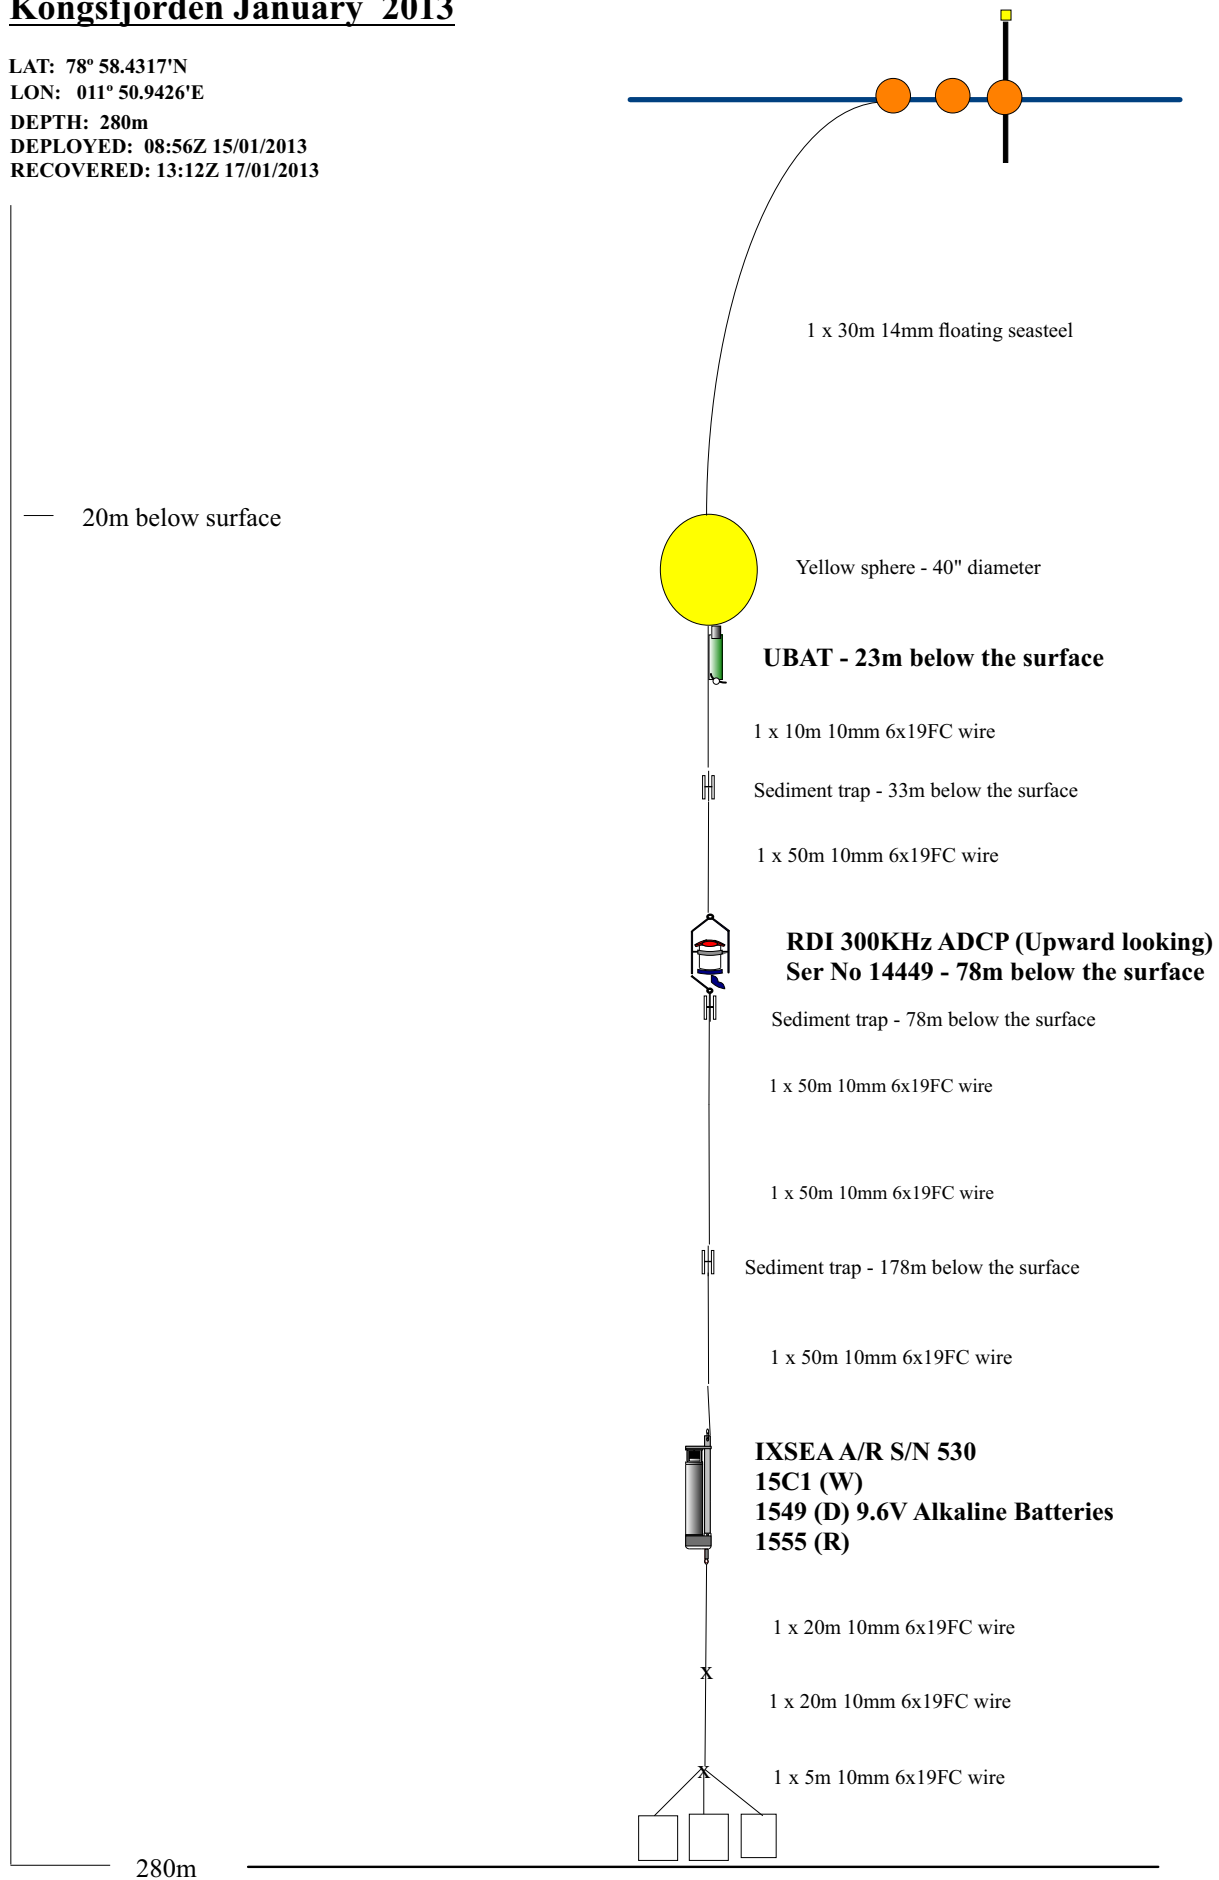 Kongsfjorden January 2013
LAT: 78º 58.4317'N
LON: 011º 50.9426'E
DEPTH: 280m
DEPLOYED: 08:56Z 15/01/2013
RECOVERED: 13:12Z 17/01/2013
1 x 30m 14mm floating seasteel
20m below surface
Yellow sphere - 40" diameter
UBAT - 23m below the surface
1 x 10m 10mm 6x19FC wire
Sediment trap - 33m below the surface
1 x 50m 10mm 6x19FC wire
RDI 300KHz ADCP (Upward looking)
Ser No 14449 - 78m below the surface
Sediment trap - 78m below the surface
1 x 50m 10mm 6x19FC wire
1 x 50m 10mm 6x19FC wire
Sediment trap - 178m below the surface
1 x 50m 10mm 6x19FC wire
IXSEA A/R S/N 530
15C1 (W)
1549 (D) 9.6V Alkaline Batteries
1555 (R)
1 x 20m 10mm 6x19FC wire
x
1 x 20m 10mm 6x19FC wire
x
1 x 5m 10mm 6x19FC wire
280m